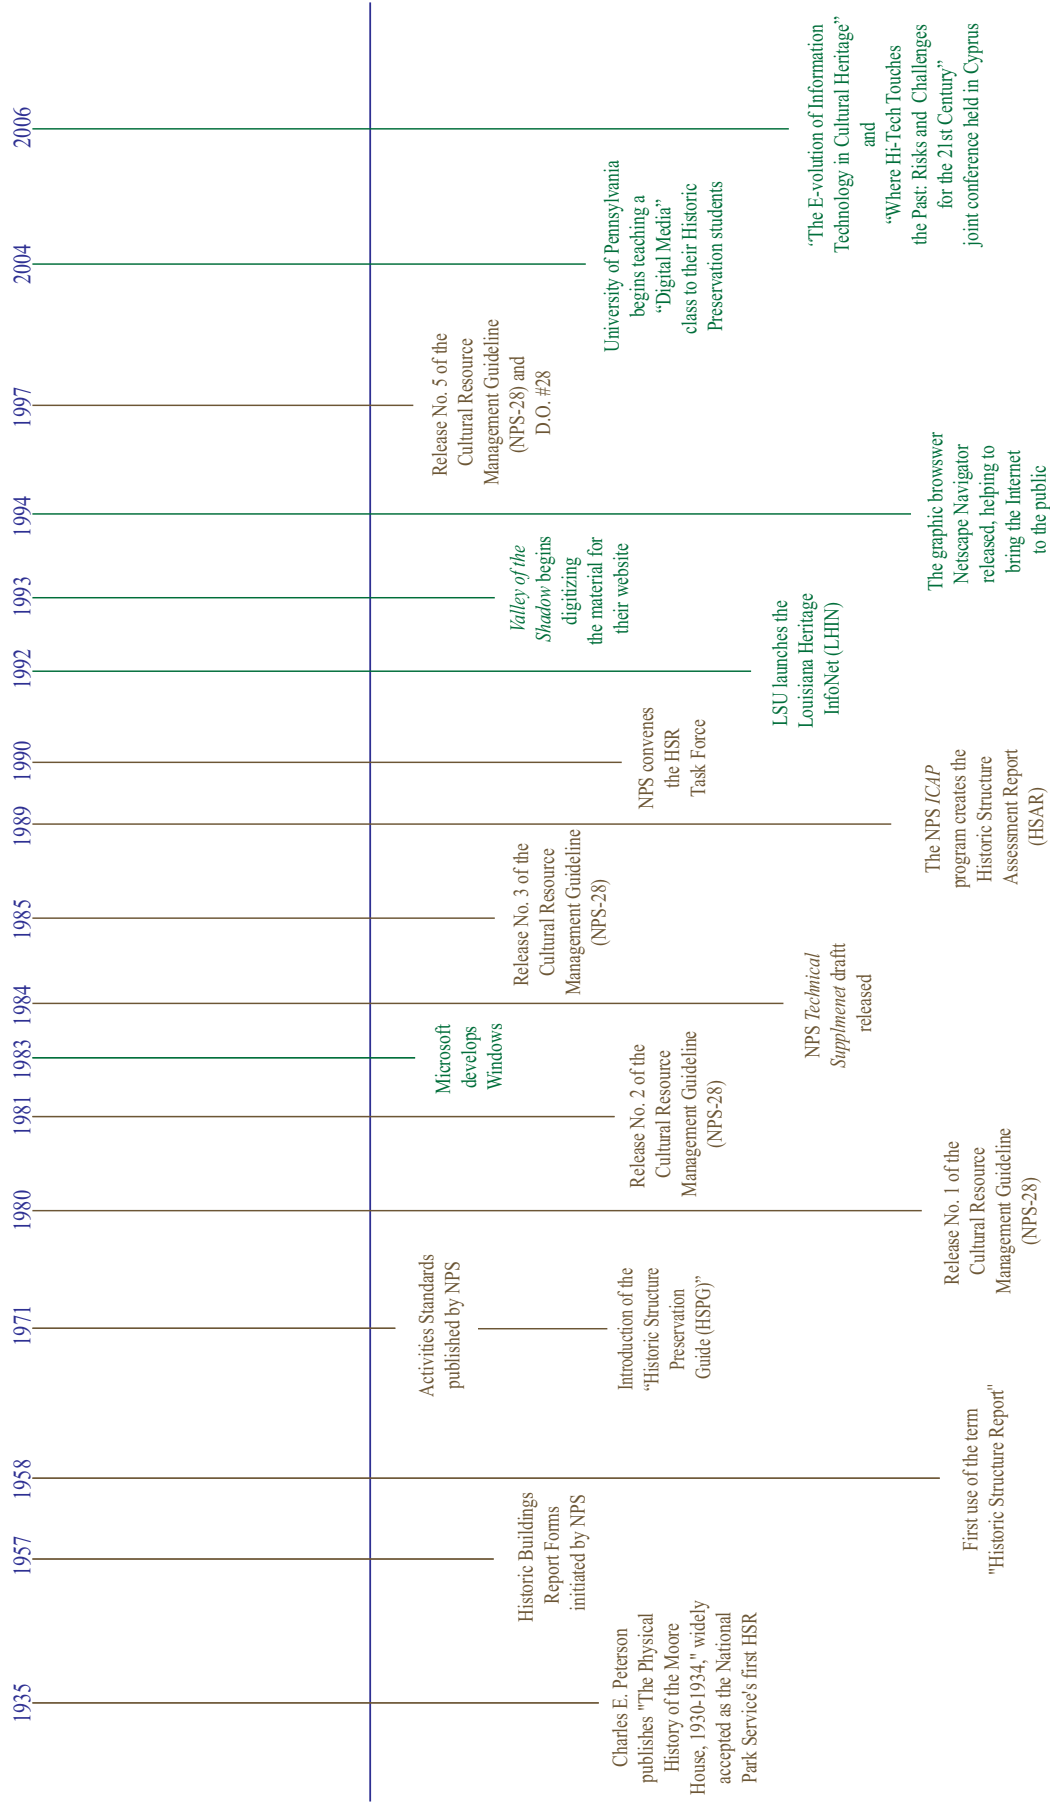 1935
Charles E. Peterson
publishes "The Physical
History of the Moore
House, 1930-1934," widely
accepted as the National
Park Service's first HSR
1957
Historic Buildings
Report Forms
initiated by NPS
1958
First use of the term
"Historic Structure Report"
1971
Activities Standards
published by NPS
Introduction of the
“Historic Structure
Preservation
Guide (HSPG)”
1980
Release No. 1 of the
Cultural Resource
Management Guideline
(NPS-28)
1981
Release No. 2 of the
Cultural Resource
Management Guideline
(NPS-28)
1983
Microsoft
develops
Windows
1984
NPS Technical
Supplmenet draftt
released
1985
Release No. 3 of the
Cultural Resource
Management Guideline
(NPS-28)
1989
The NPS ICAP
program creates the
Historic Structure
Assessment Report
(HSAR)
1990
NPS convenes
the HSR
Task Force
1992
LSU launches the
Louisiana Heritage
InfoNet (LHIN)
1993
Valley of the
Shadow begins
digitizing
the material for
their website
1994
The graphic browswer
Netscape Navigator
released, helping to
bring the Internet
to the public
1997
Release No. 5 of the
Cultural Resource
Management Guideline
(NPS-28) and
D.O. #28
2004
University of Pennsylvania
begins teaching a
“Digital Media”
class to their Historic
Preservation students
2006
‘The E-volution of Information
Technology in Cultural Heritage”
and
“Where Hi-Tech Touches
the Past: Risks and Challenges
for the 21st Century”
joint conference held in Cyprus